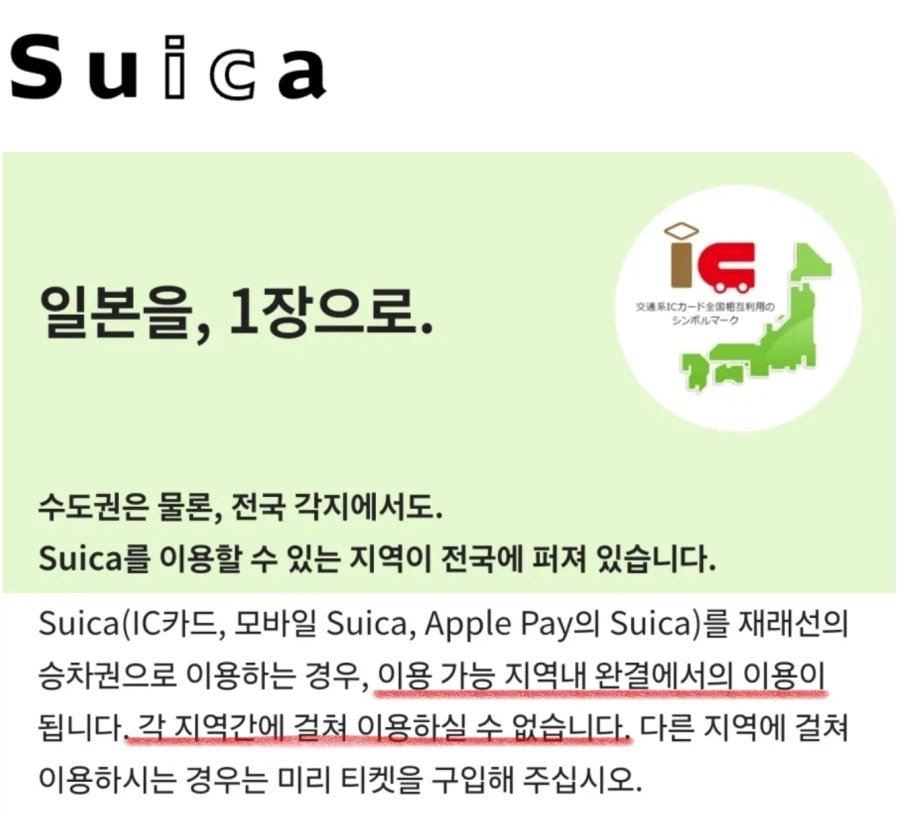 Suica
일본을, 1장으로.
交通系ICカード全国相互利用の
シンボルマーク
수도권은 물론, 전국 각지에서도.
Suica를 이용할 수 있는 지역이 전국에 퍼져 있습니다.
Suica(IC카드, 모바일 Suica, Apple Pay의 Suica)를 재래선의
승차권으로 이용하는 경우, 이용 가능 지역내 완결에서의 이용이
됩니다. 각 지역간에 걸쳐 이용하실 수 없습니다. 다른 지역에 걸쳐
이용하시는 경우는 미리 티켓을 구입해 주십시오.